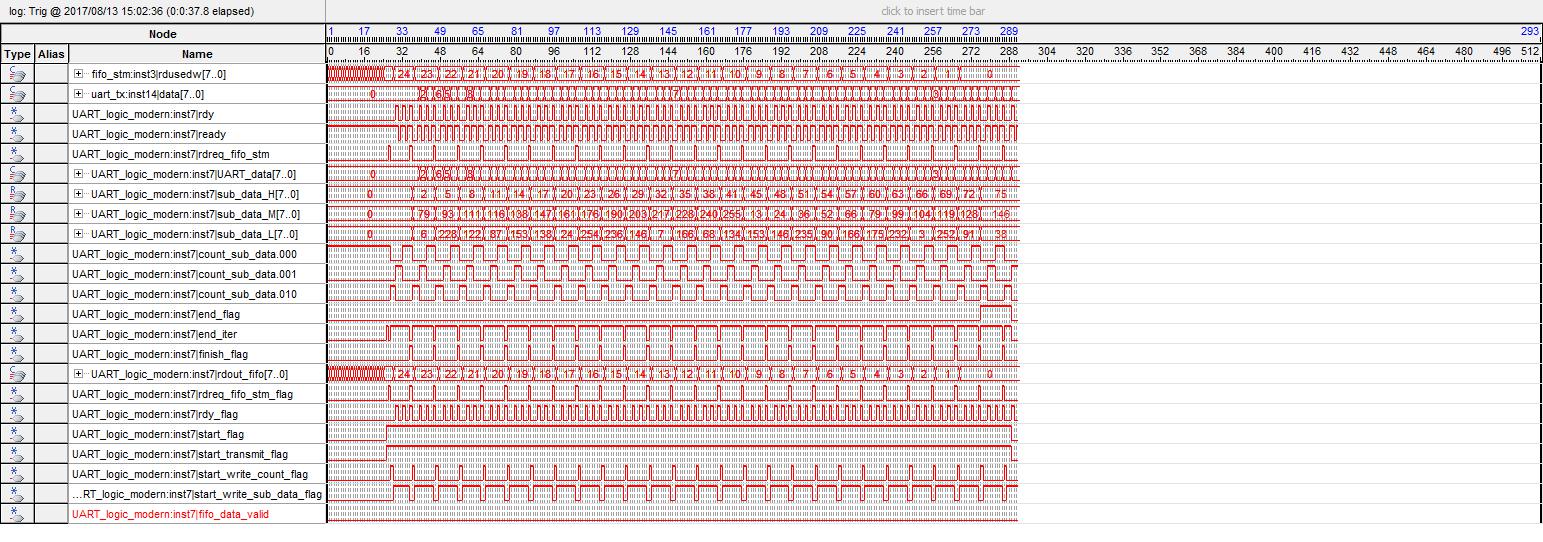 log: Trig @ 2017/08/13 15:02:36 (0:0:37.8 elapsed) click to insert time bar
Node 1 17 33 49 65 81 97 113 129 145 161 177 193 209 225 241 257 273 289 293
Type Alias Name 0 16 32 48 64 80 96 112 128 144 160 176 192 208 224 240 256 272 288 304 320 336 352 368 384 400 416 432 448 464 480 496 512
fifo_stm:inst3|rdusedw[7..0] 24 23 22 21 20 19 18 17 16 15 14 13 12 11 10 9 8 7 6 5 4 3 2 1 0
uart_tx:inst14|data[7..0] 0 2 6 5 8 7 3
UART_logic_modern:inst7|rdy
UART_logic_modern:inst7|ready
UART_logic_modern:inst7|rdreq_fifo_stm
UART_logic_modern:inst7|UART_data[7..0] 0 2 6 5 8 7 3
UART_logic_modern:inst7|sub_data_H[7..0] 0 2 5 8 11 14 17 20 23 26 29 32 35 38 41 45 48 51 54 57 60 63 66 69 72 75
UART_logic_modern:inst7|sub_data_M[7..0] 0 79 93 111 116 138 147 161 176 190 203 217 228 240 255 13 24 36 52 66 79 99 104 119 128 146
UART_logic_modern:inst7|sub_data_L[7..0] 0 6 228 122 87 153 138 24 254 236 146 7 166 68 134 153 146 235 90 166 175 232 3 252 91 38
UART_logic_modern:inst7|count_sub_data.000
UART_logic_modern:inst7|count_sub_data.001
UART_logic_modern:inst7|count_sub_data.010
UART_logic_modern:inst7|end_flag
UART_logic_modern:inst7|end_iter
UART_logic_modern:inst7|finish_flag
UART_logic_modern:inst7|rdout_fifo[7..0] 24 23 22 21 20 19 18 17 16 15 14 13 12 11 10 9 8 7 6 5 4 3 2 1 0
UART_logic_modern:inst7|rdreq_fifo_stm_flag
UART_logic_modern:inst7|rdy_flag
UART_logic_modern:inst7|start_flag
UART_logic_modern:inst7|start_transmit_flag
UART_logic_modern:inst7|start_write_count_flag
...RT_logic_modern:inst7|start_write_sub_data_flag
UART_logic_modern:inst7|fifo_data_valid